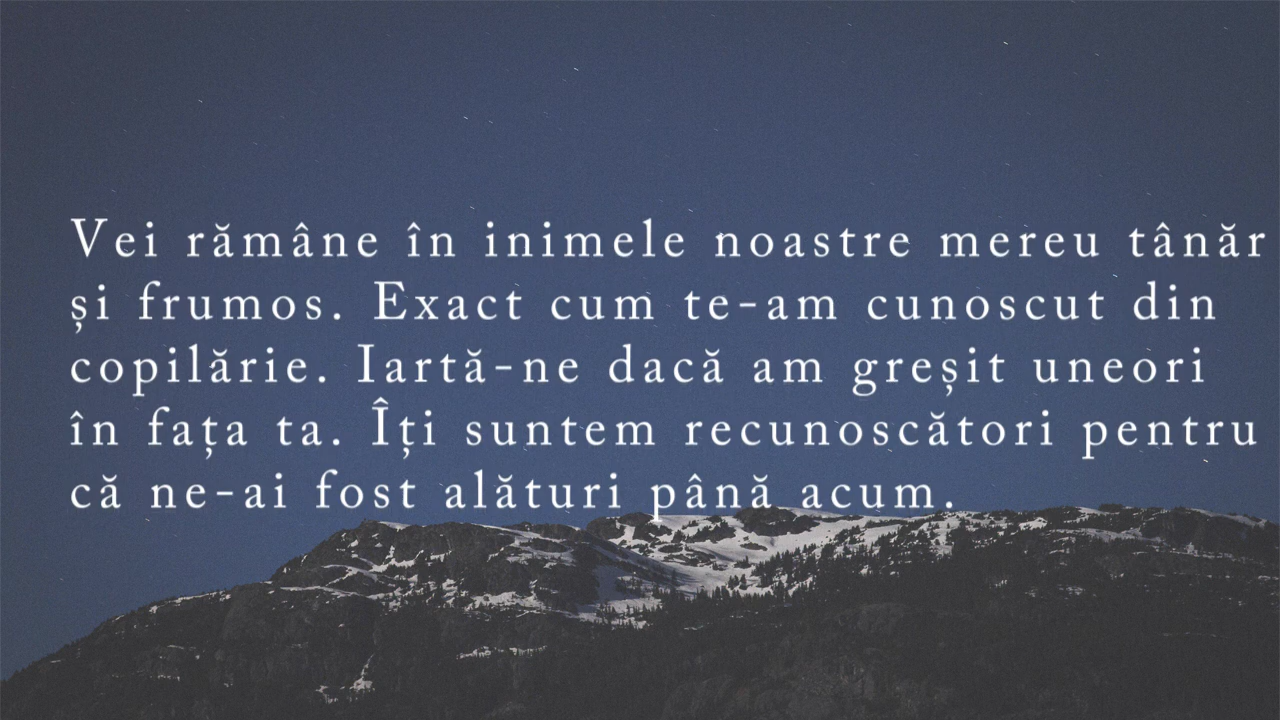 Vei rămâne în inimele noastre mereu tânăr
și frumos. Exact cum te-am cunoscut din
copilărie. Iartă-ne dacă am greșit uneori
în fața ta. Îți suntem recunoscători pentru
că ne-ai fost alături până acum.